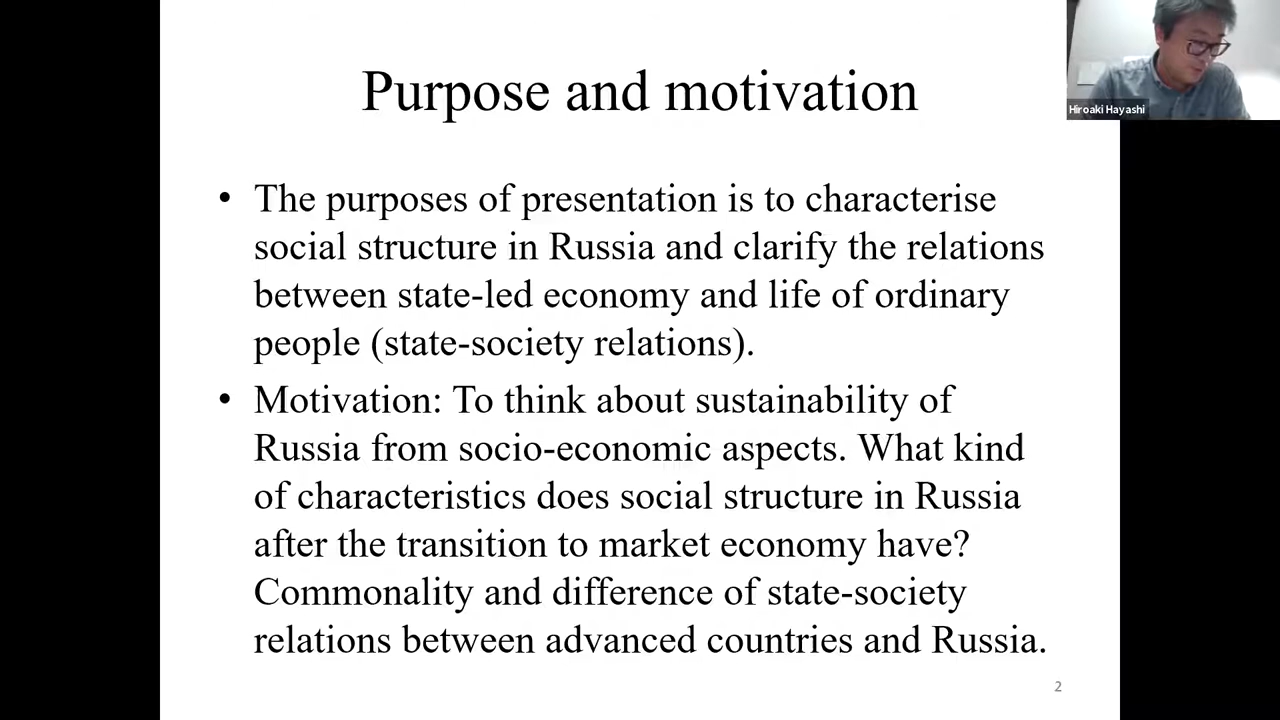 Purpose and motivation
Hiroaki Hayashi
• The purposes of presentation is to characterise
social structure in Russia and clarify the relations
between state-led economy and life of ordinary
people (state-society relations).
• Motivation: To think about sustainability of
Russia from socio-economic aspects. What kind
of characteristics does social structure in Russia
after the transition to market economy have?
Commonality and difference of state-society
relations between advanced countries and Russia.
2